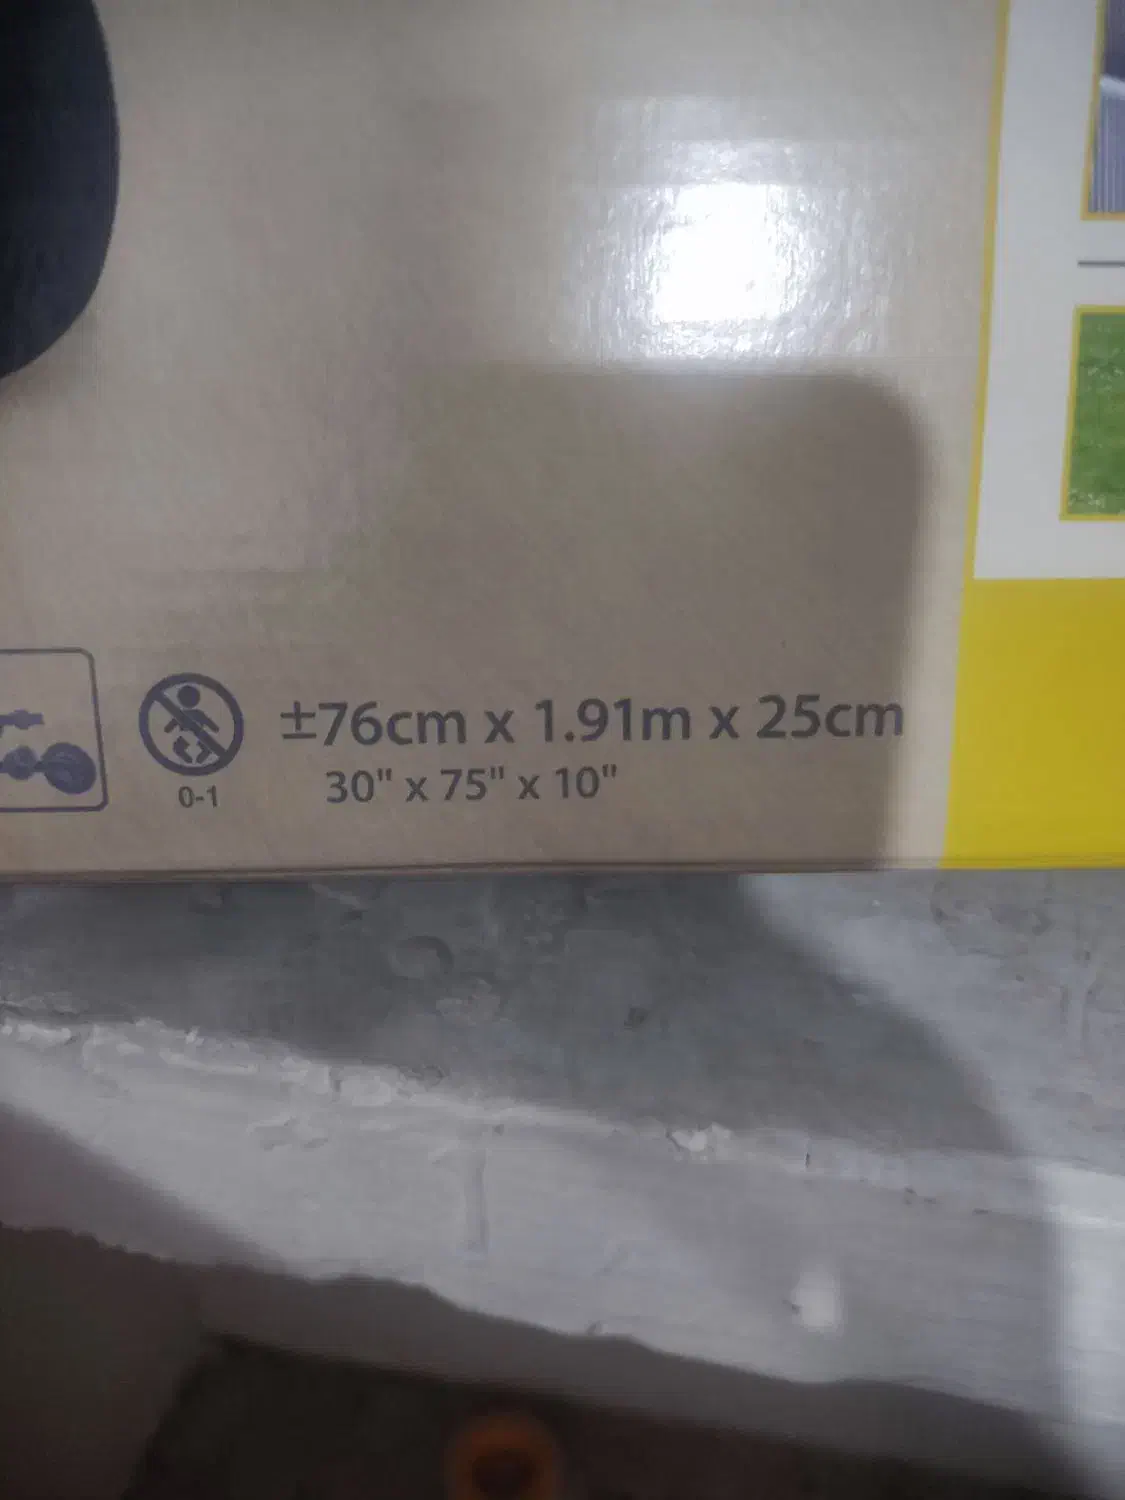 ±76cm x 1.91m x 25cm
30" x 75" x 10"
0-1